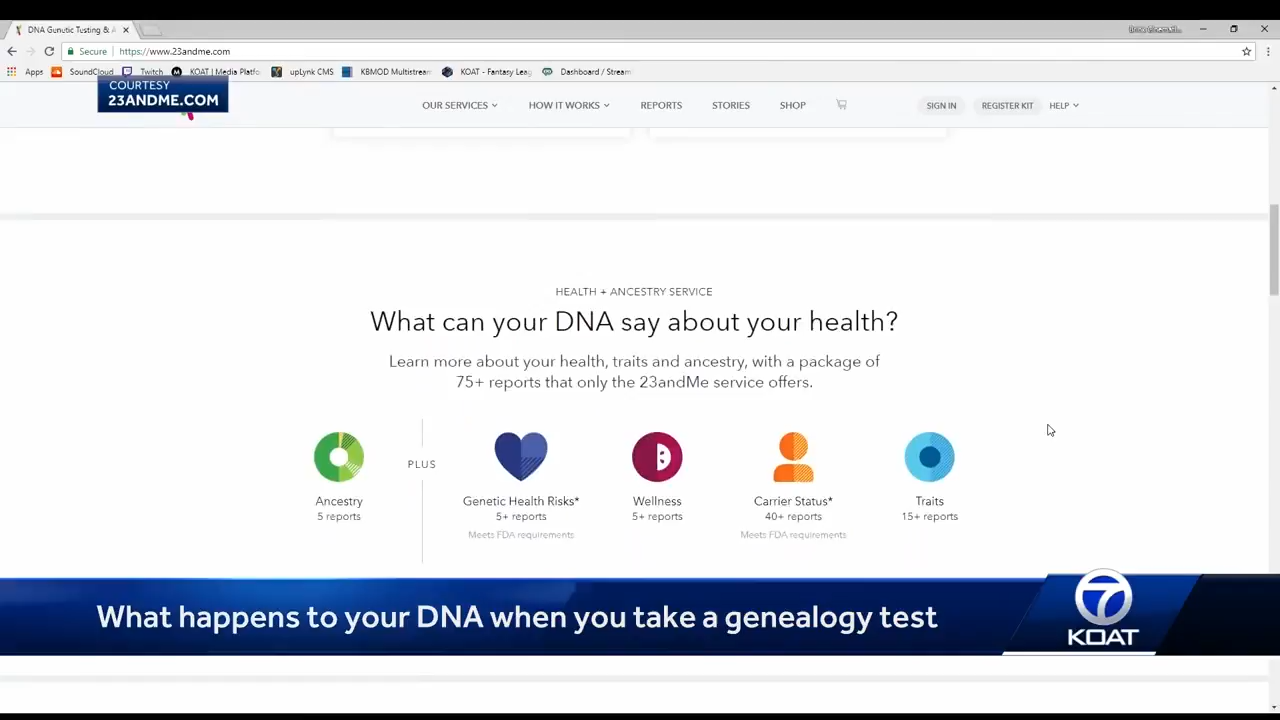 DNA Genetic Testing & A
Secure
https://www.23andme.com
Apps
SoundCloud
Twitch
KOAT | Media Platfo
upLynk CMS
KBMOD Multistream
KOAT - Fantasy Leag
Dashboard / Stream
COURTESY
23ANDME.COM
OUR SERVICES
HOW IT WORKS
REPORTS
STORIES
SHOP
SIGN IN
REGISTER KIT
HELP
HEALTH + ANCESTRY SERVICE
What can your DNA say about your health?
Learn more about your health, traits and ancestry, with a package of
75+ reports that only the 23andMe service offers.
Ancestry
5 reports
PLUS
Genetic Health Risks*
5+ reports
Meets FDA requirements
Wellness
5+ reports
Carrier Status*
40+ reports
Meets FDA requirements
Traits
15+ reports
What happens to your DNA when you take a genealogy test
7
KOAT